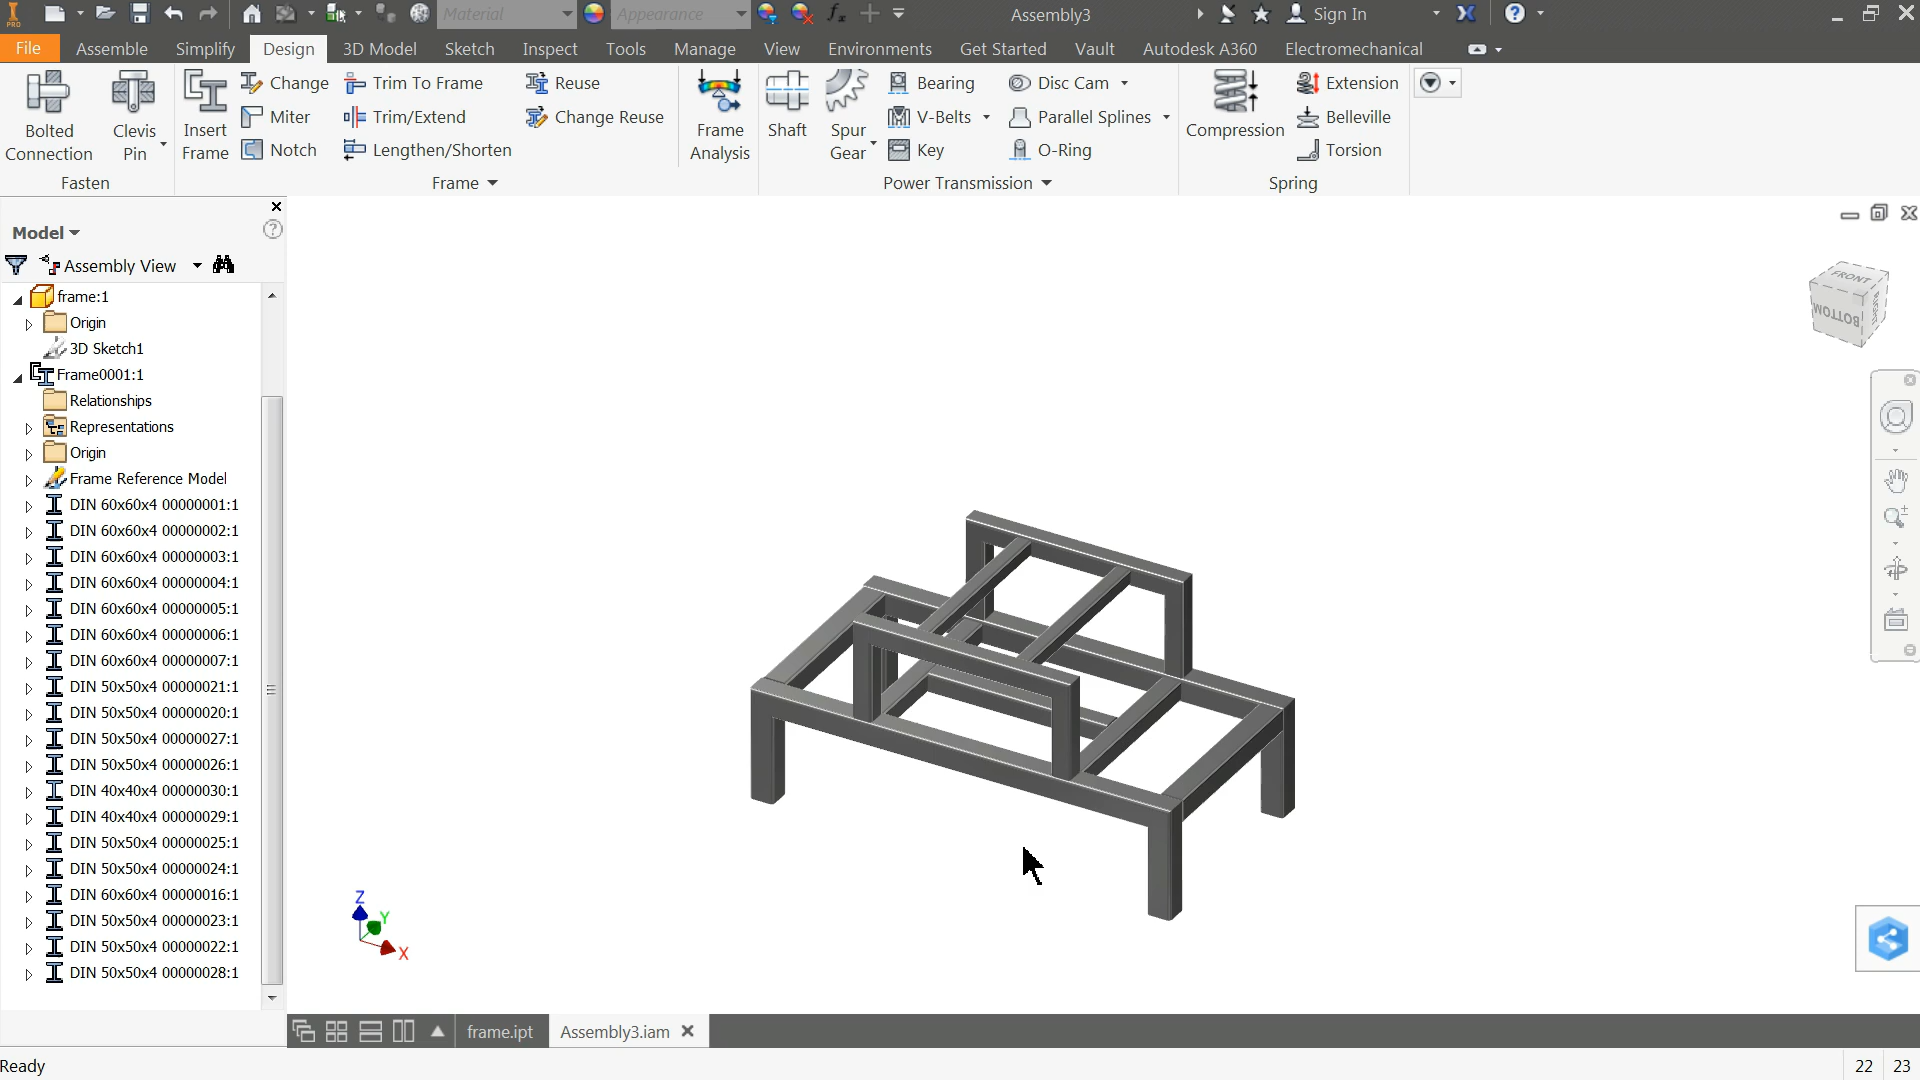 PRO Material Appearance Assembly3 Sign In
File Assemble Simplify Design 3D Model Sketch Inspect Tools Manage View Environments Get Started Vault Autodesk A360 Electromechanical
Bolted Connection
Clevis Pin
Fasten
Insert Frame
Change
Miter
Notch
Trim To Frame
Trim/Extend
Lengthen/Shorten
Reuse
Change Reuse
Frame
Frame Analysis
Shaft
Spur Gear
Bearing
V-Belts
Key
Disc Cam
Parallel Splines
O-Ring
Power Transmission
Compression
Extension
Belleville
Torsion
Spring
Model
Assembly View
frame:1
Origin
3D Sketch1
Frame0001:1
Relationships
Representations
Origin
Frame Reference Model
DIN 60x60x4 00000001:1
DIN 60x60x4 00000002:1
DIN 60x60x4 00000003:1
DIN 60x60x4 00000004:1
DIN 60x60x4 00000005:1
DIN 60x60x4 00000006:1
DIN 60x60x4 00000007:1
DIN 50x50x4 00000021:1
DIN 50x50x4 00000020:1
DIN 50x50x4 00000027:1
DIN 50x50x4 00000026:1
DIN 40x40x4 00000030:1
DIN 40x40x4 00000029:1
DIN 50x50x4 00000025:1
DIN 50x50x4 00000024:1
DIN 60x60x4 00000016:1
DIN 50x50x4 00000023:1
DIN 50x50x4 00000022:1
DIN 50x50x4 00000028:1
FRONT
BOTTOM
Z
Y
X
frame.ipt Assembly3.iam
Ready
22 23